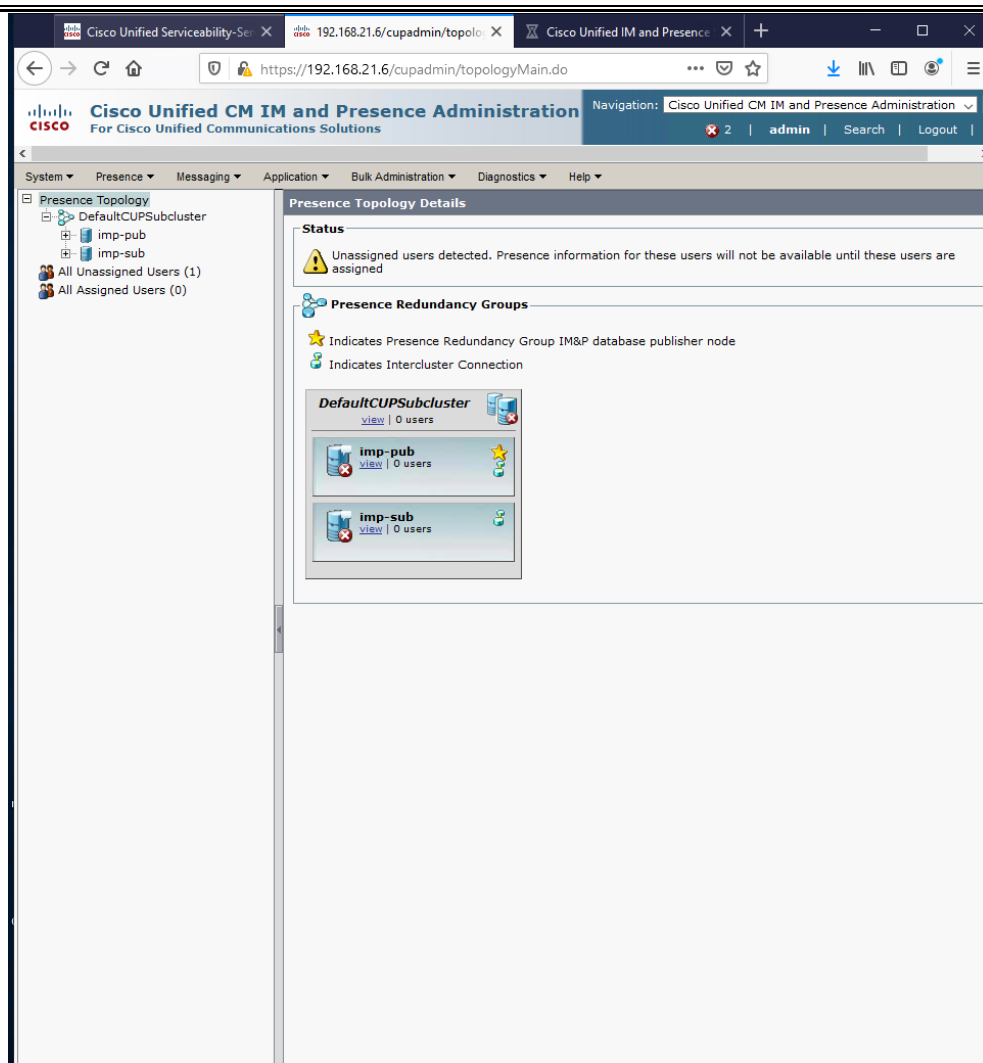 Cisco Unified Serviceability-Ser
192.168.21.6/cupadmin/topolo
Cisco Unified IM and Presence
https://192.168.21.6/cupadmin/topologyMain.do
CISCO
Cisco Unified CM IM and Presence Administration
For Cisco Unified Communications Solutions
Navigation: Cisco Unified CM IM and Presence Administration
2 | admin | Search | Logout |
System Presence Messaging Application Bulk Administration Diagnostics Help
Presence Topology
DefaultCUPSubcluster
imp-pub
imp-sub
All Unassigned Users (1)
All Assigned Users (0)
Presence Topology Details
Status
Unassigned users detected. Presence information for these users will not be available until these users are
assigned
Presence Redundancy Groups
Indicates Presence Redundancy Group IM&P database publisher node
Indicates Intercluster Connection
DefaultCUPSubcluster
view | 0 users
imp-pub
view | 0 users
imp-sub
view | 0 users